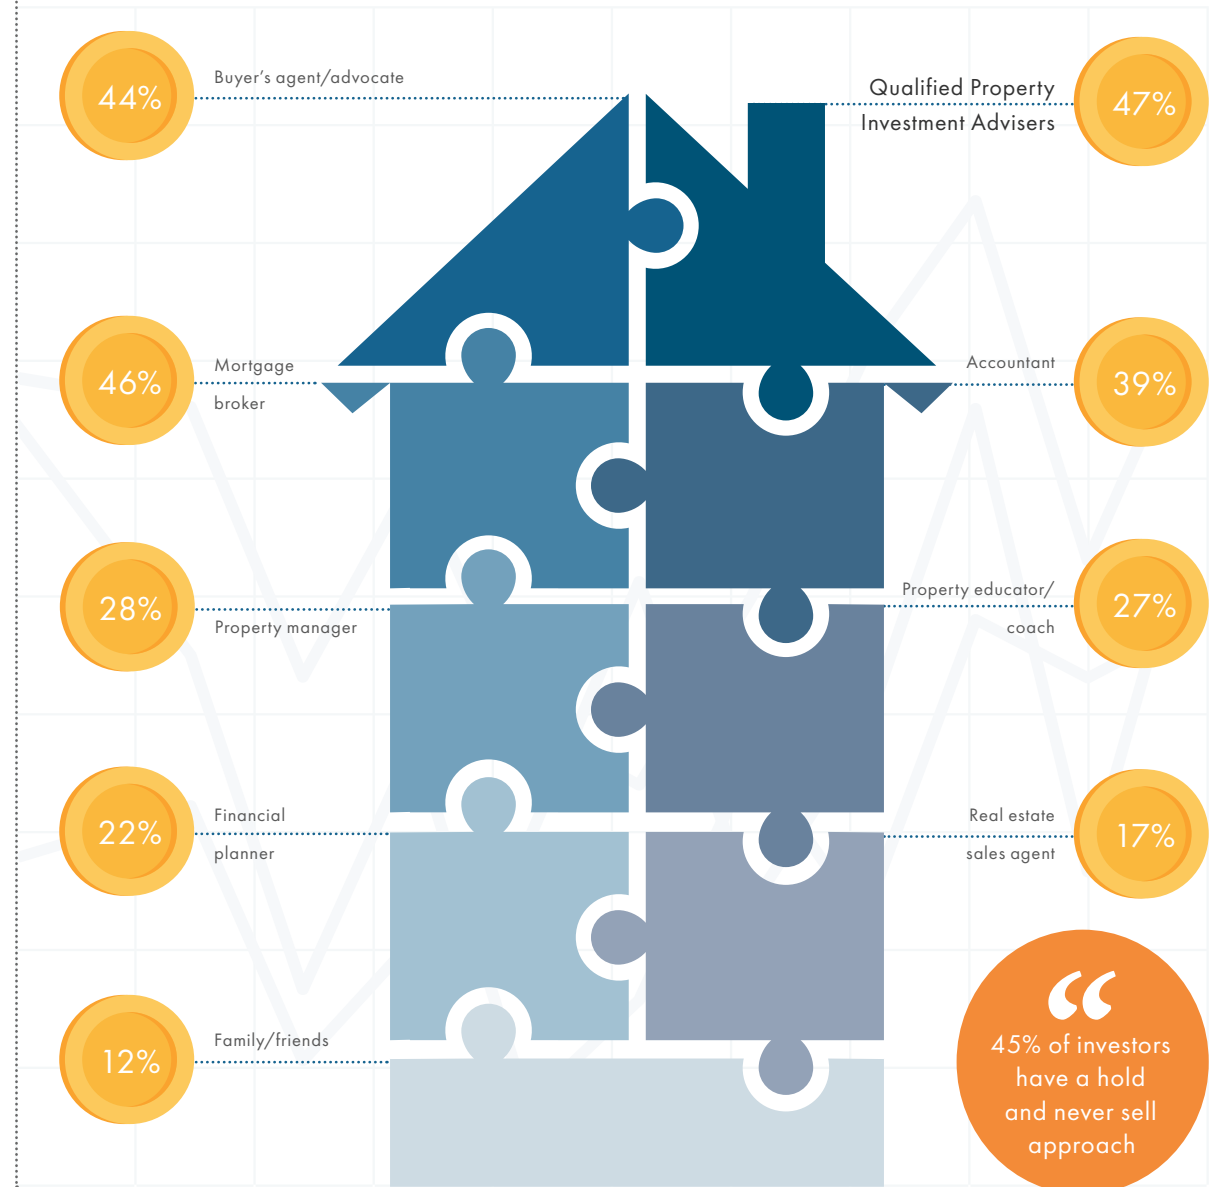 44%
Buyer's agent/advocate
Qualified Property
Investment Advisers
47%
46%
Mortgage
broker
Accountant
39%
28%
Property manager
Property educator/
coach
27%
22%
Financial
planner
Real estate
sales agent
17%
12%
Family/friends
“
45% of investors
have a hold
and never sell
approach